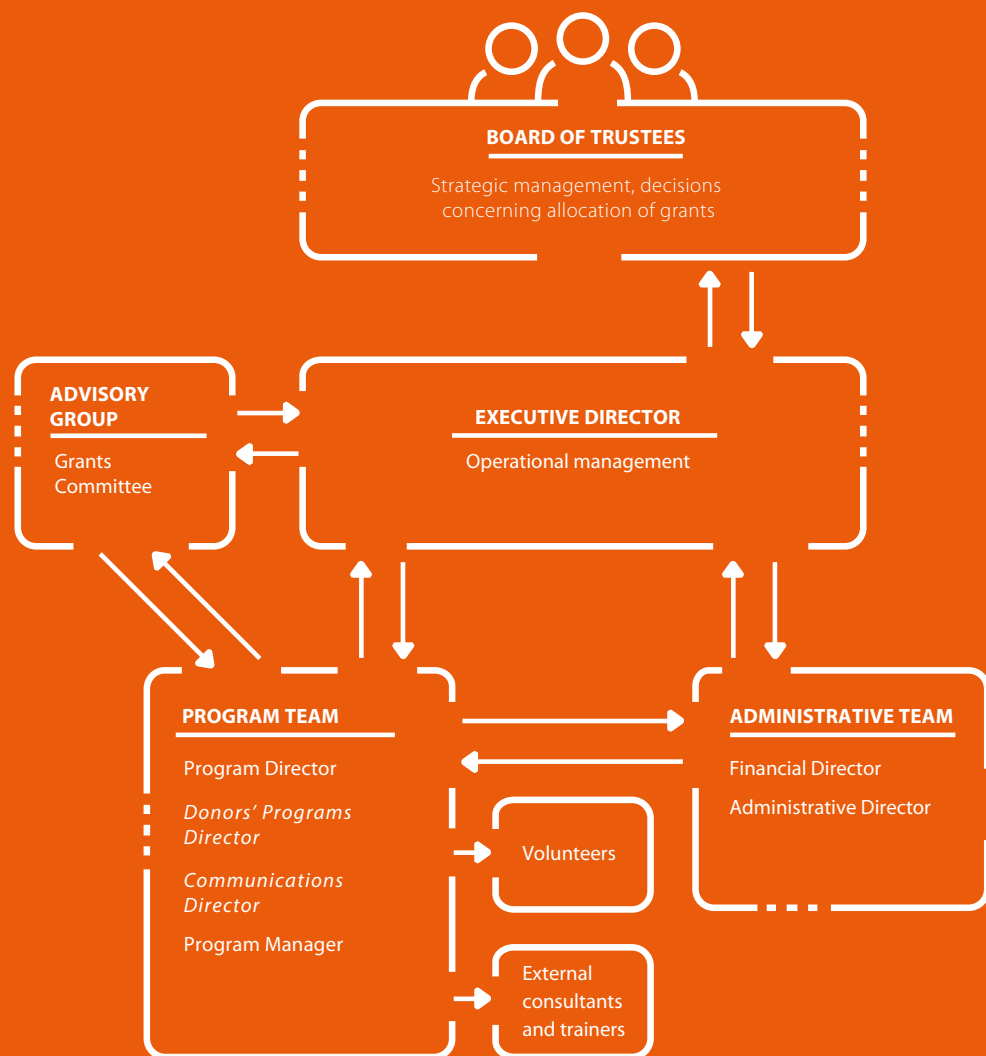 BOARD OF TRUSTEES
Strategic management, decisions
concerning allocation of grants
ADVISORY
GROUP
Grants
Committee
EXECUTIVE DIRECTOR
Operational management
PROGRAM TEAM
Program Director
Donors’ Programs
Director
Communications
Director
Program Manager
ADMINISTRATIVE TEAM
Financial Director
Administrative Director
Volunteers
External
consultants
and trainers